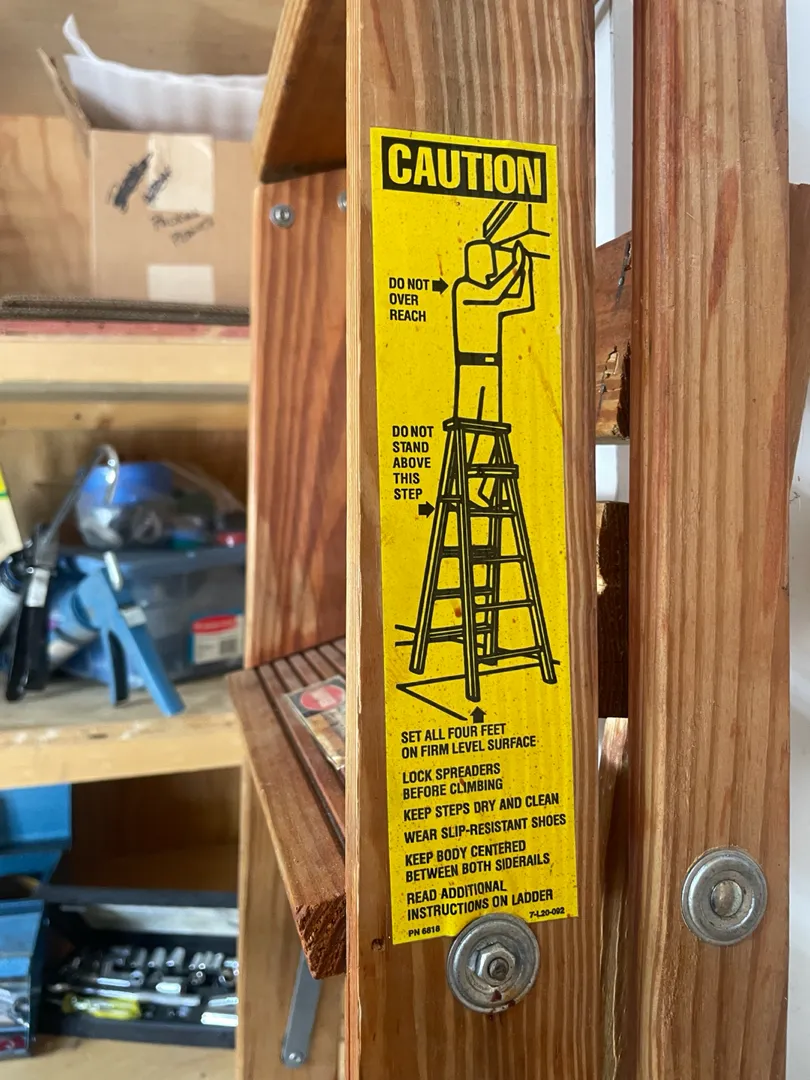 CAUTION
DO NOT
OVER
REACH
DO NOT
STAND
ABOVE
THIS
STEP
SET ALL FOUR FEET
ON FIRM LEVEL SURFACE
LOCK SPREADERS
BEFORE CLIMBING
KEEP STEPS DRY AND CLEAN
WEAR SLIP-RESISTANT SHOES
KEEP BODY CENTERED
BETWEEN BOTH SIDERAILS
READ ADDITIONAL
INSTRUCTIONS ON LADDER
PN 6818
7-L20-092